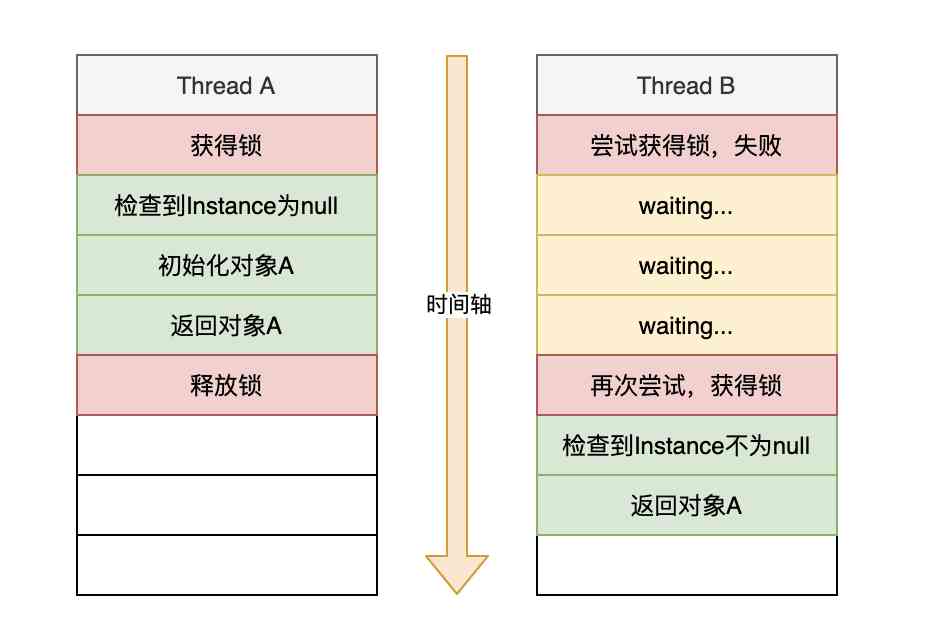 Thread A
获得锁
检查到Instance为null
初始化对象A
返回对象A
释放锁
时间轴
Thread B
尝试获得锁，失败
waiting...
waiting...
waiting...
再次尝试，获得锁
检查到Instance不为null
返回对象A